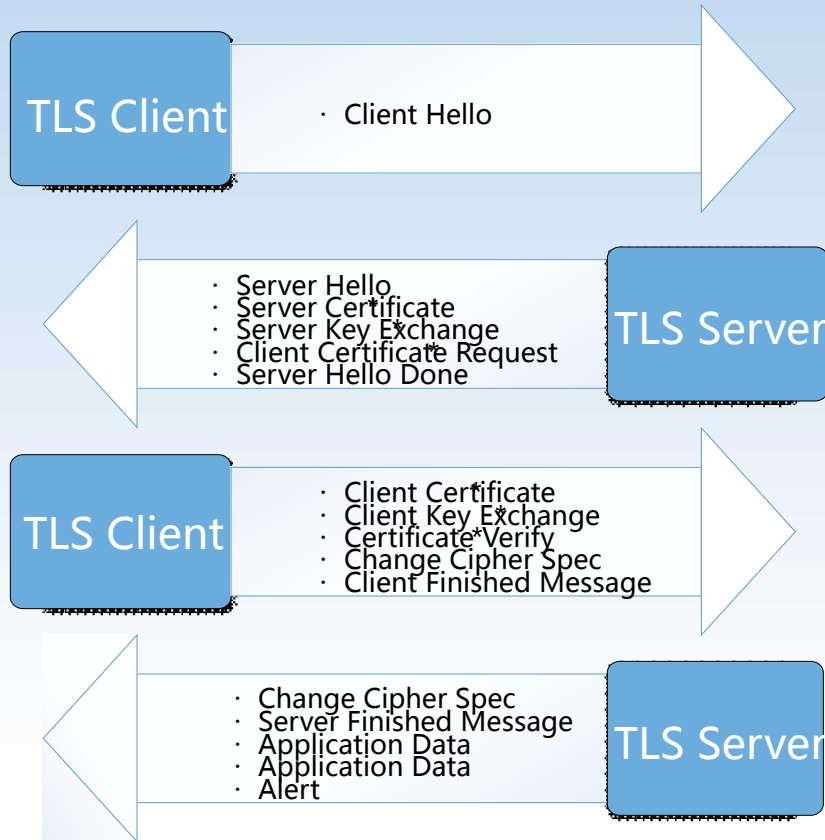 TLS Client
· Client Hello
· Server Hello
· Server Certificate*
· Server Key Exchange*
· Client Certificate Request*
· Server Hello Done
TLS Server
TLS Client
· Client Certificate*
· Client Key Exchange*
· Certificate Verify*
· Change Cipher Spec
· Client Finished Message
· Change Cipher Spec
· Server Finished Message
· Application Data
· Application Data
· Alert
TLS Server